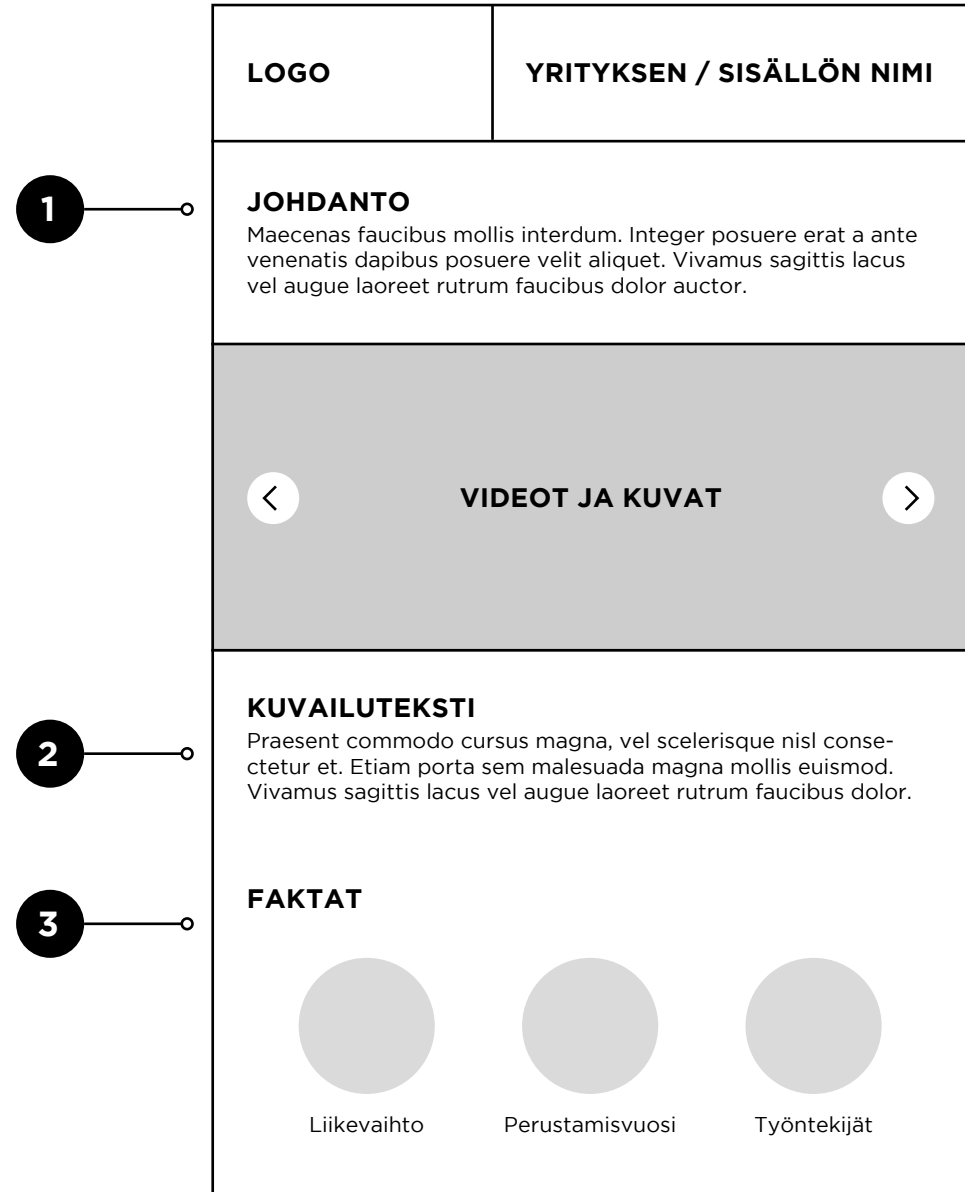 LOGO
YRITYKSEN / SISÄLLÖN NIMI
1
JOHDANTO
Maecenas faucibus mollis interdum. Integer posuere erat a ante
venenatis dapibus posuere velit aliquet. Vivamus sagittis lacus
vel augue laoreet rutrum faucibus dolor auctor.
VIDEOT JA KUVAT
2
KUVAILUTEKSTI
Praesent commodo cursus magna, vel scelerisque nisl conse-
ctetur et. Etiam porta sem malesuada magna mollis euismod.
Vivamus sagittis lacus vel augue laoreet rutrum faucibus dolor.
3
FAKTAT
Liikevaihto
Perustamisvuosi
Työntekijät